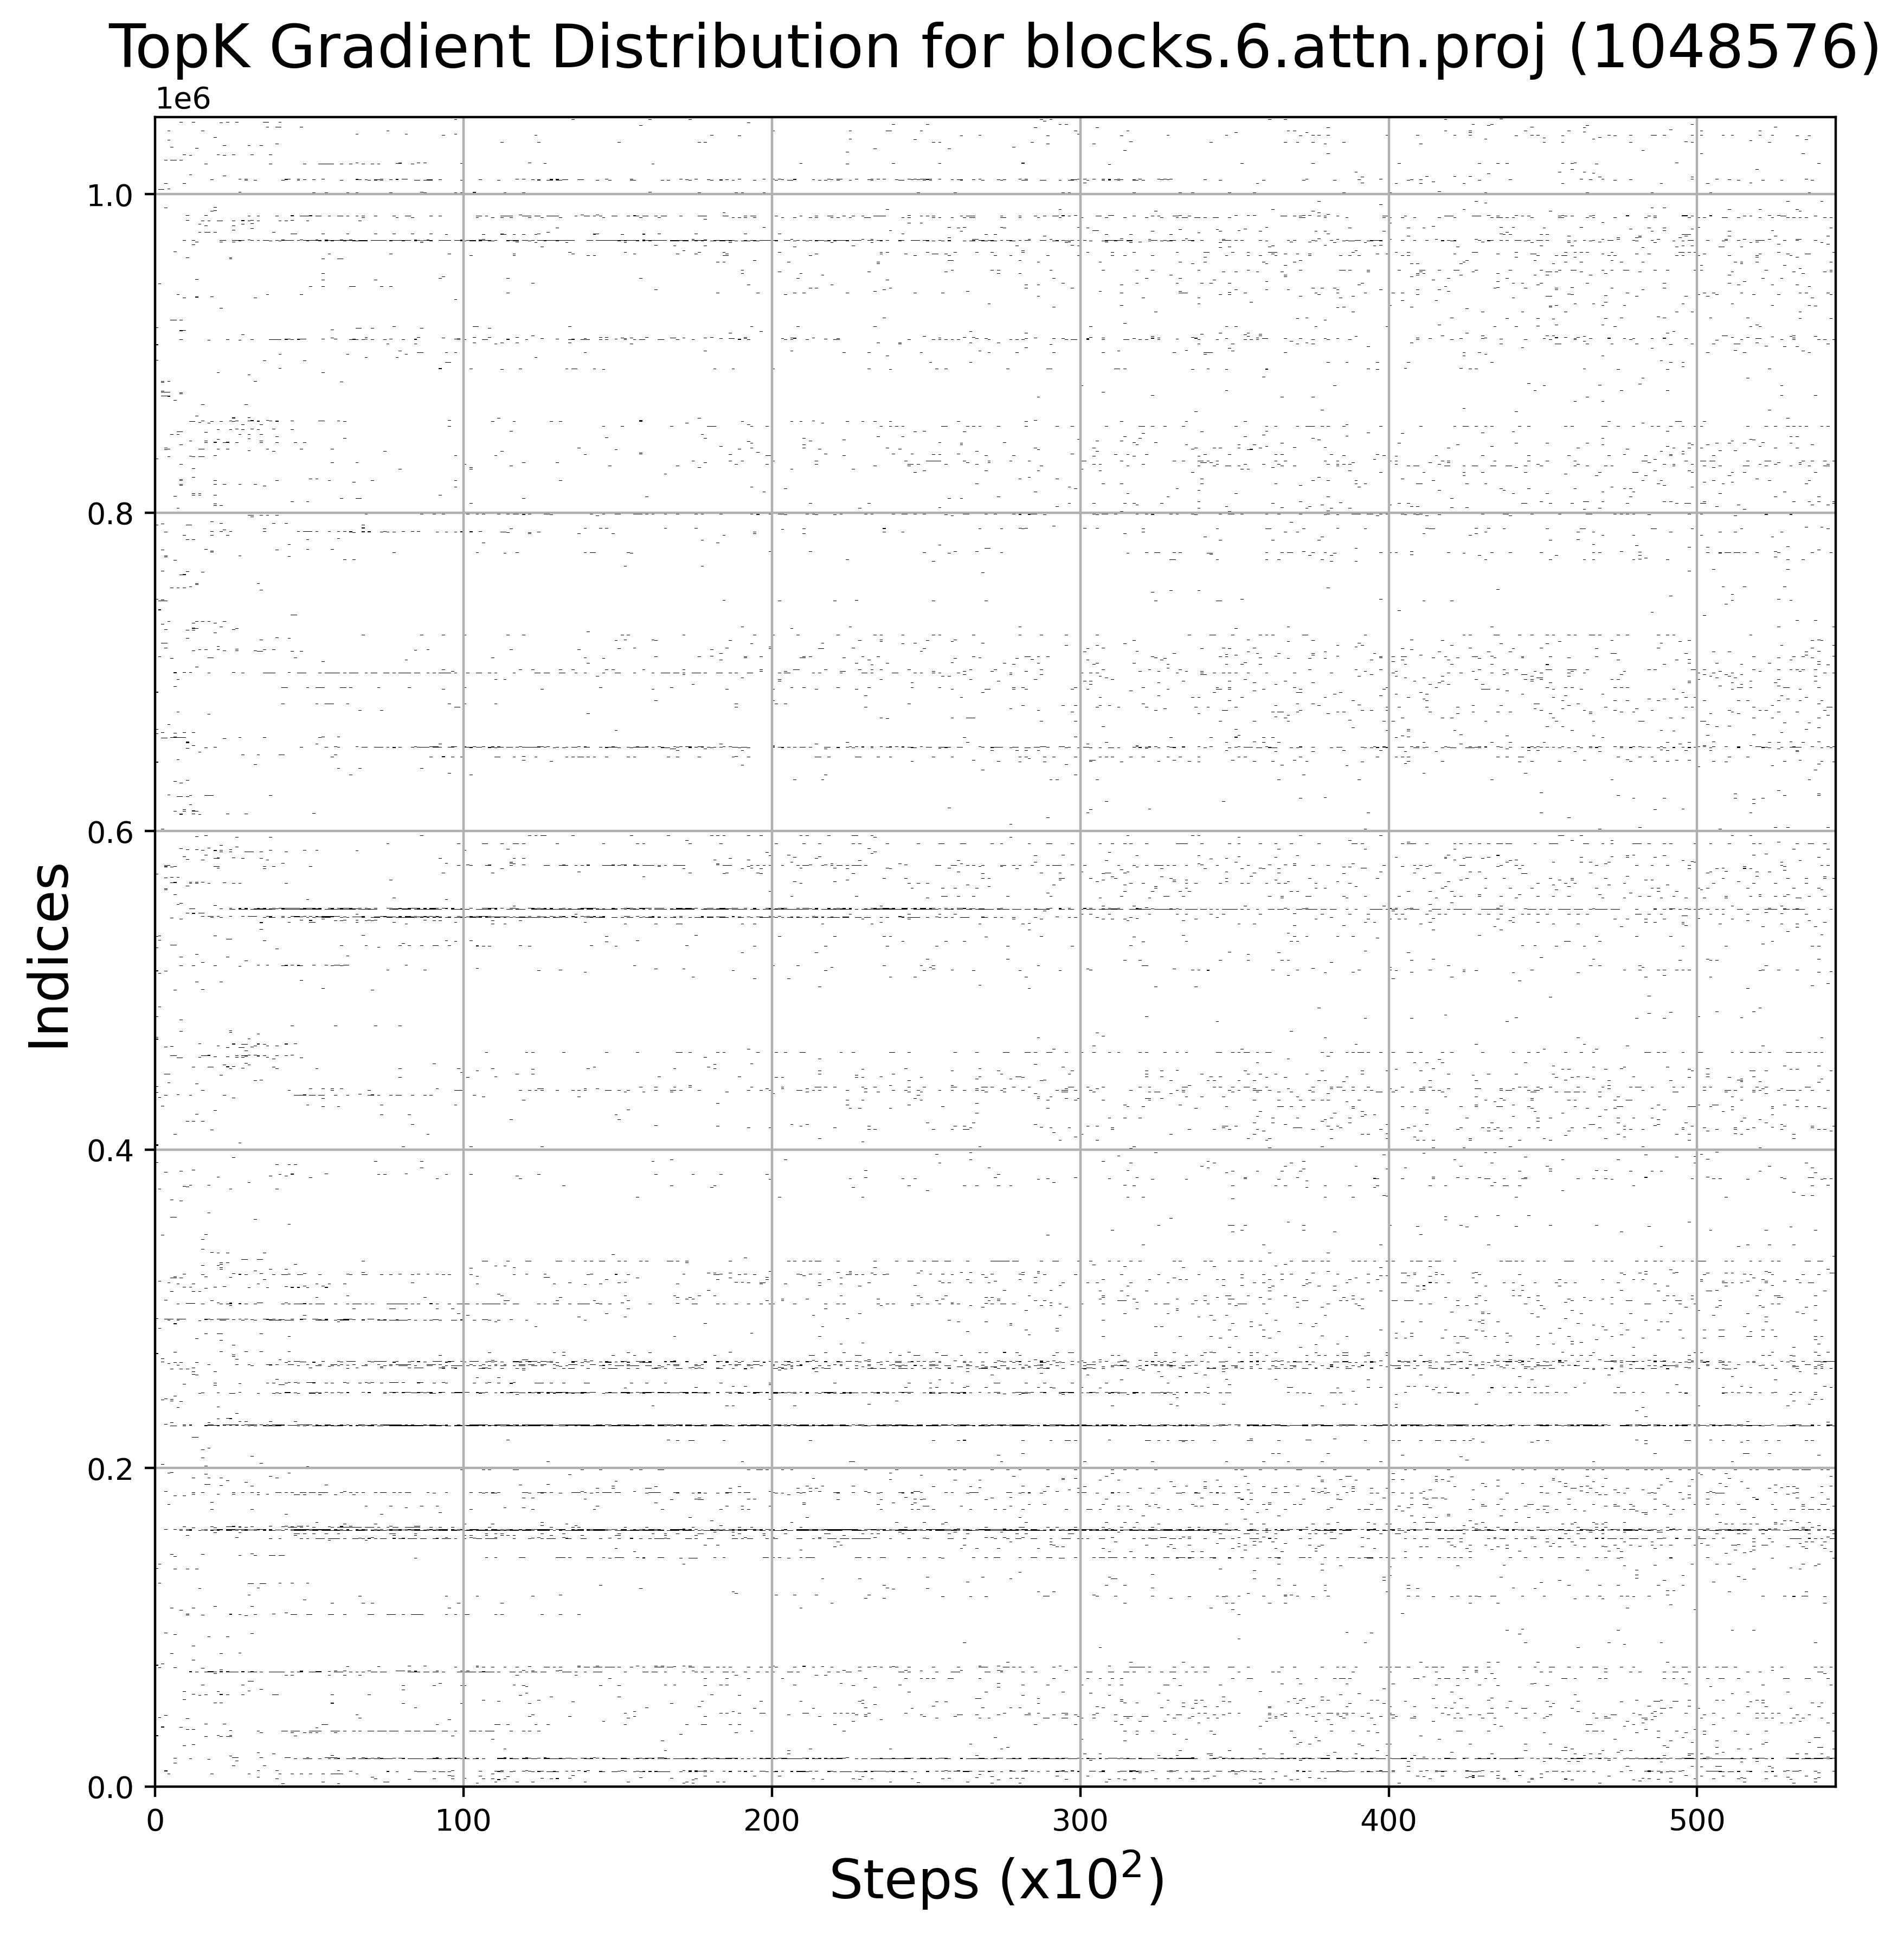 TopK Gradient Distribution for blocks.6.attn.proj (1048576)
1e6
1.0
0.8
0.6
0.4
0.2
0.0
Indices
0 100 200 300 400 500
Steps (x10²)